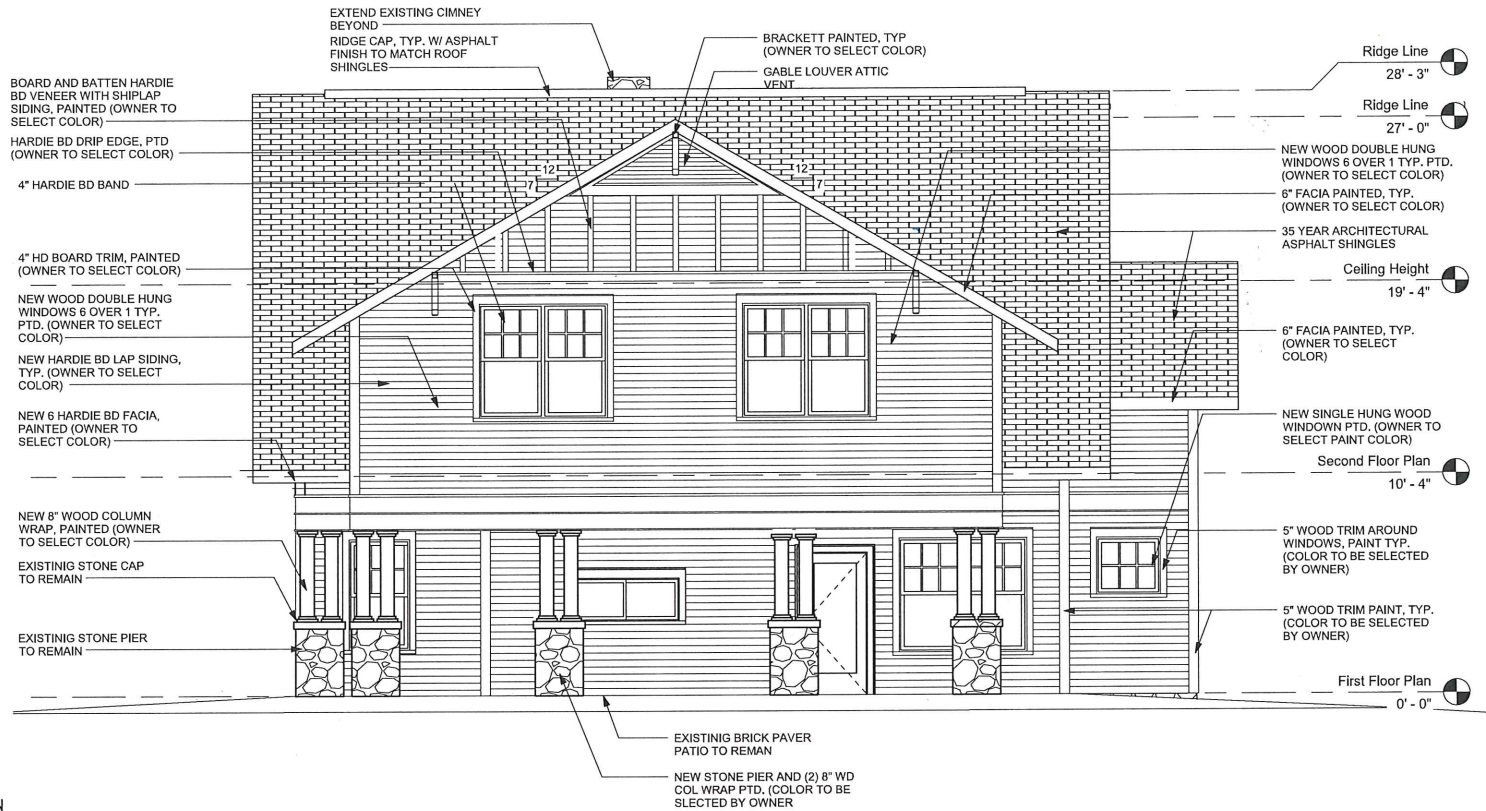 EXTEND EXISTING CIMNEY
BEYOND
RIDGE CAP, TYP. W/ ASPHALT
FINISH TO MATCH ROOF
SHINGLES
BRACKETT PAINTED, TYP
(OWNER TO SELECT COLOR)
GABLE LOUVER ATTIC
VENT
BOARD AND BATTEN HARDIE
BD VENEER WITH SHIPLAP
SIDING, PAINTED (OWNER TO
SELECT COLOR)
HARDIE BD DRIP EDGE, PTD
(OWNER TO SELECT COLOR)
4" HARDIE BD BAND
4" HD BOARD TRIM, PAINTED
(OWNER TO SELECT COLOR)
NEW WOOD DOUBLE HUNG
WINDOWS 6 OVER 1 TYP.
PTD. (OWNER TO SELECT
COLOR)
NEW HARDIE BD LAP SIDING,
TYP. (OWNER TO SELECT
COLOR)
NEW 6 HARDIE BD FACIA,
PAINTED (OWNER TO
SELECT COLOR)
NEW 8" WOOD COLUMN
WRAP, PAINTED (OWNER
TO SELECT COLOR)
EXISTINIG STONE CAP
TO REMAIN
EXISTINIG STONE PIER
TO REMAIN
12
7
12
7
Ridge Line
28' - 3"
Ridge Line
27' - 0"
NEW WOOD DOUBLE HUNG
WINDOWS 6 OVER 1 TYP. PTD.
(OWNER TO SELECT COLOR)
6" FACIA PAINTED, TYP.
(OWNER TO SELECT COLOR)
35 YEAR ARCHITECTURAL
ASPHALT SHINGLES
Ceiling Height
19' - 4"
6" FACIA PAINTED, TYP.
(OWNER TO SELECT
COLOR)
NEW SINGLE HUNG WOOD
WINDOWN PTD. (OWNER TO
SELECT PAINT COLOR)
Second Floor Plan
10' - 4"
5" WOOD TRIM AROUND
WINDOWS, PAINT TYP.
(COLOR TO BE SELECTED
BY OWNER)
5" WOOD TRIM PAINT, TYP.
(COLOR TO BE SELECTED
BY OWNER)
First Floor Plan
0' - 0"
EXISTINIG BRICK PAVER
PATIO TO REMAN
NEW STONE PIER AND (2) 8" WD
COL WRAP PTD. (COLOR TO BE
SLECTED BY OWNER